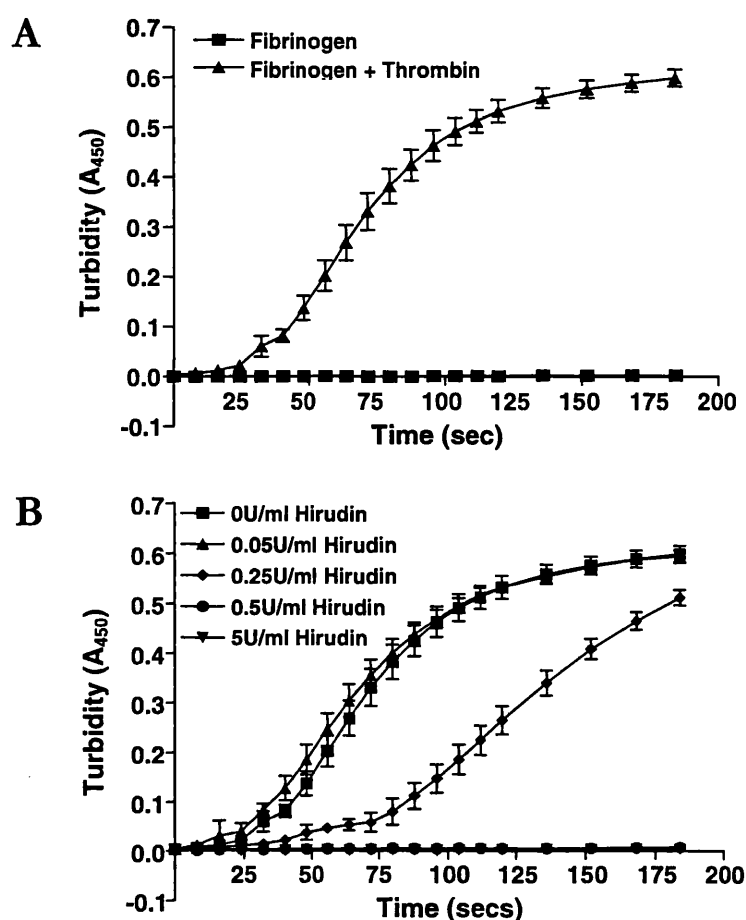 A
0.7
Fibrinogen
Fibrinogen + Thrombin
0.6
0.5
0.4
0.3
0.2
0.1
0.0
-0.1
Turbidity (A450)
25 50 75 100 125 150 175 200
Time (sec)
B
0.7
0U/ml Hirudin
0.05U/ml Hirudin
0.25U/ml Hirudin
0.5U/ml Hirudin
5U/ml Hirudin
0.6
0.5
0.4
0.3
0.2
0.1
0.0
-0.1
Turbidity (A450)
25 50 75 100 125 150 175 200
Time (secs)